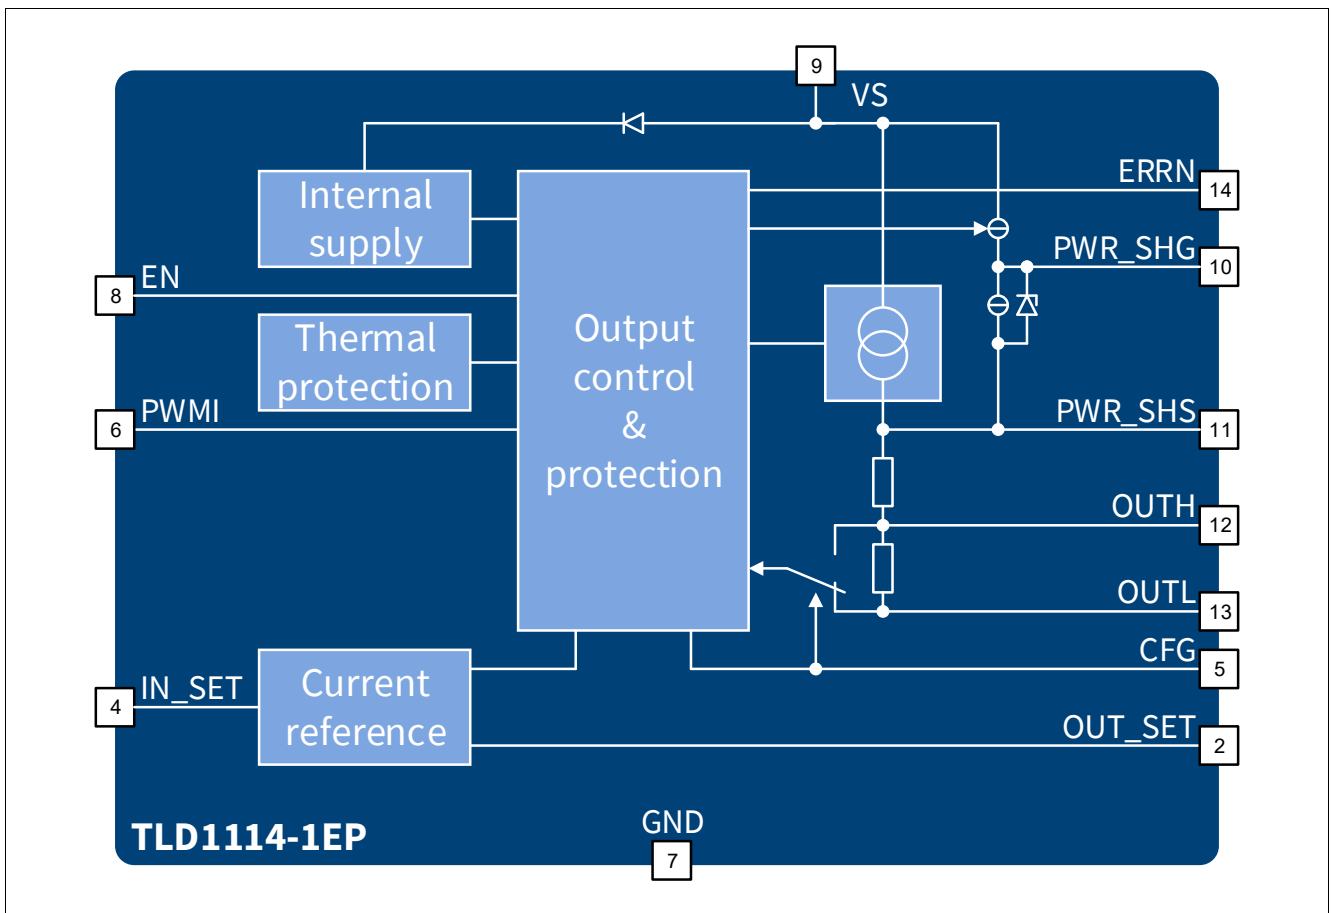 9
VS
ERRN
14
Internal
supply
PWR_SHG
10
EN
8
Thermal
protection
Output
control
&
protection
PWMI
6
PWR_SHS
11
OUTH
12
OUTL
13
CFG
5
IN_SET
4
Current
reference
OUT_SET
2
GND
7
TLD1114-1EP